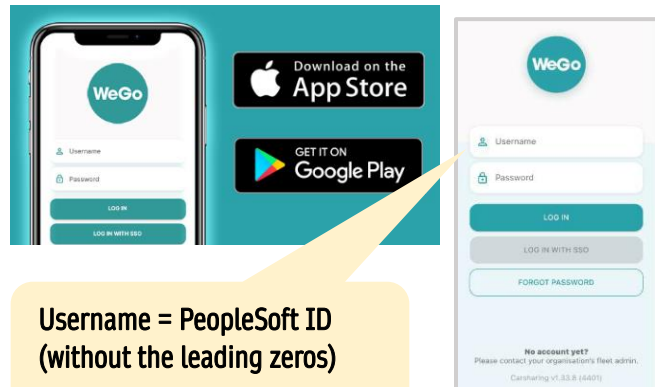 WeGo
Username
Password
LOG IN
LOG IN WITH SSO
Download on the
App Store
GET IT ON
Google Play
WeGo
Username
Password
LOG IN
LOG IN WITH SSO
FORGOT PASSWORD
No account yet?
Please contact your organisation's fleet admin.
Carsharing v1.33.8 (4401)
Username = PeopleSoft ID
(without the leading zeros)